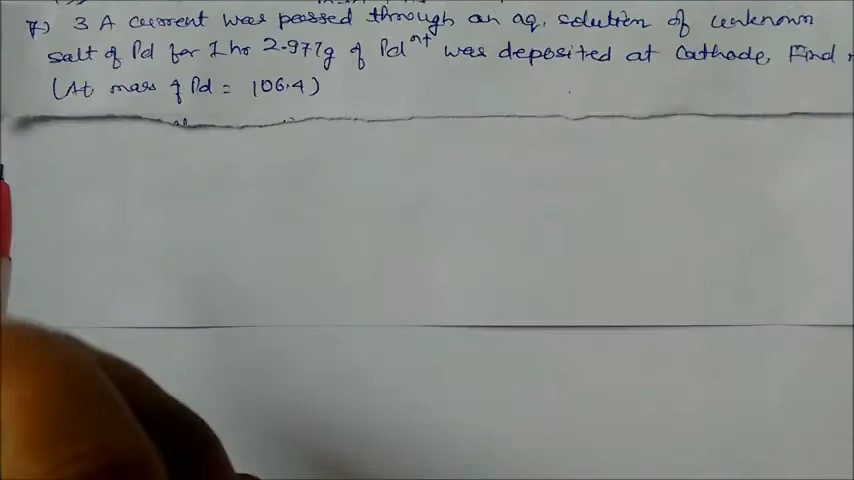 7) 3 A current was passed through an aq. solution of unknown
salt of Pd for 1 hr 2.977g of Pdⁿ⁺ was deposited at Cathode, Find n
(At mass of Pd = 106.4)